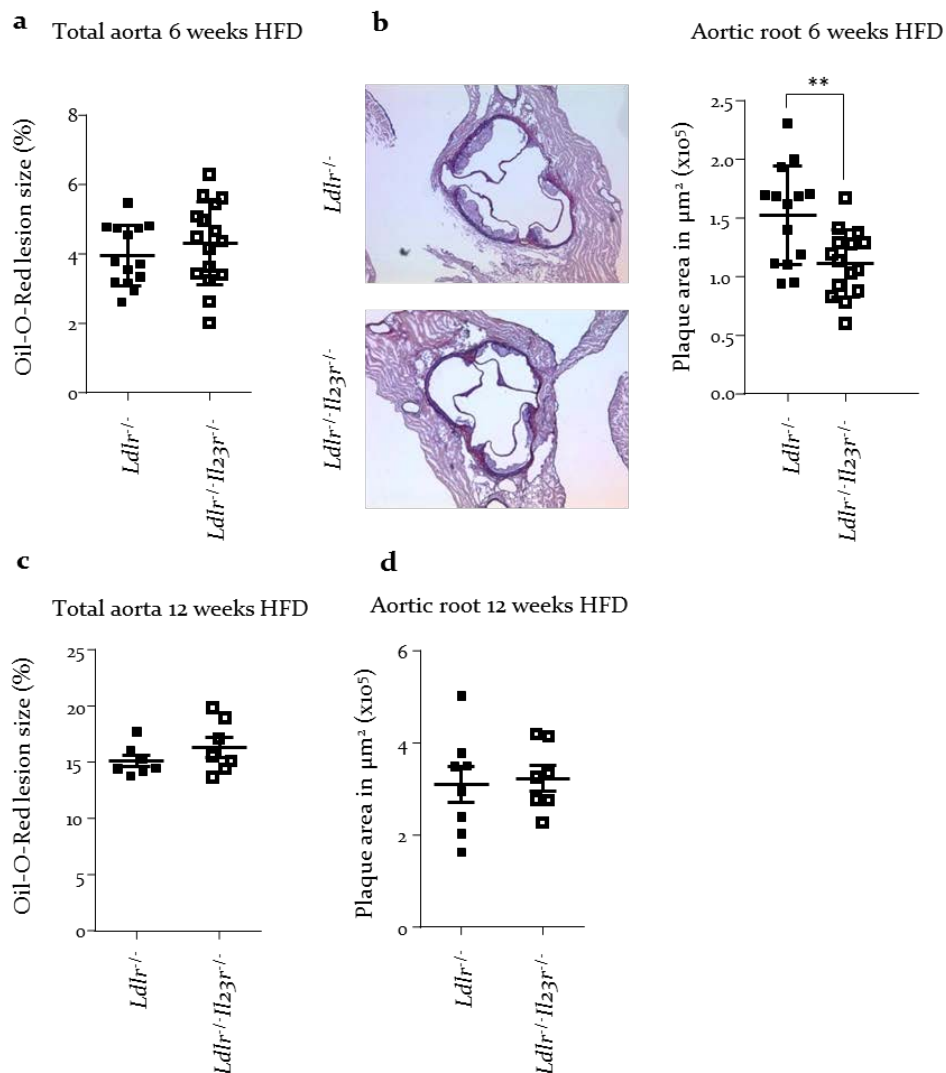 a
Total aorta 6 weeks HFD
Oil-O-Red lesion size (%)
8
6
4
2
0
Ldlr-/-
Ldlr-/-Il23r-/-
b
Ldlr-/-
Ldlr-/-Il23r-/-
Aortic root 6 weeks HFD
**
Plaque area in µm² (x10⁵)
2.5
2.0
1.5
1.0
0.5
0.0
Ldlr-/-
Ldlr-/-Il23r-/-
c
Total aorta 12 weeks HFD
Oil-O-Red lesion size (%)
25
20
15
10
5
0
Ldlr-/-
Ldlr-/-Il23r-/-
d
Aortic root 12 weeks HFD
Plaque area in µm² (x10⁵)
6
4
2
0
Ldlr-/-
Ldlr-/-Il23r-/-